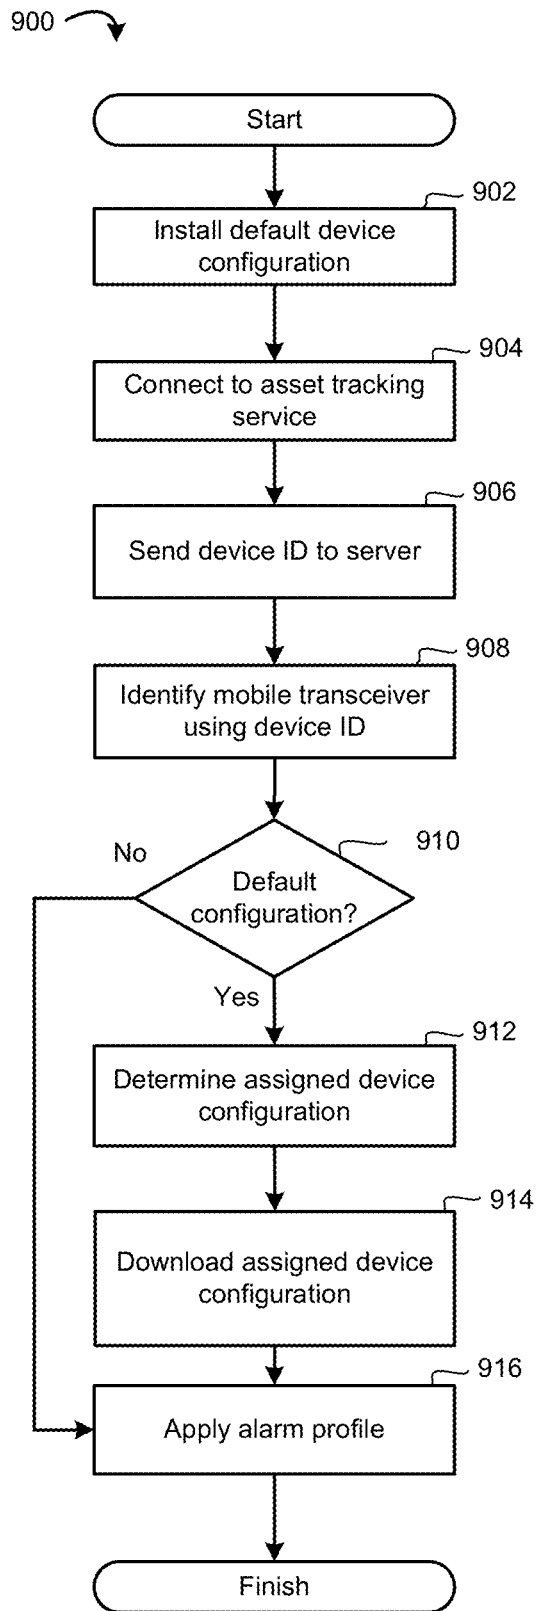 900
Start
902
Install default device
configuration
904
Connect to asset tracking
service
906
Send device ID to server
908
Identify mobile transceiver
using device ID
910
No
Default
configuration?
Yes
912
Determine assigned device
configuration
914
Download assigned device
configuration
916
Apply alarm profile
Finish